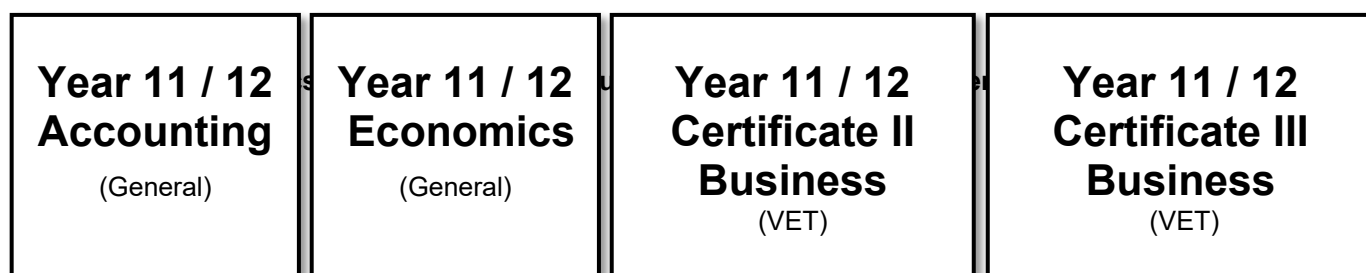 Year 11 / 12
Accounting
(General)
Year 11 / 12
Economics
(General)
Year 11 / 12
Certificate II
Business
(VET)
Year 11 / 12
Certificate III
Business
(VET)